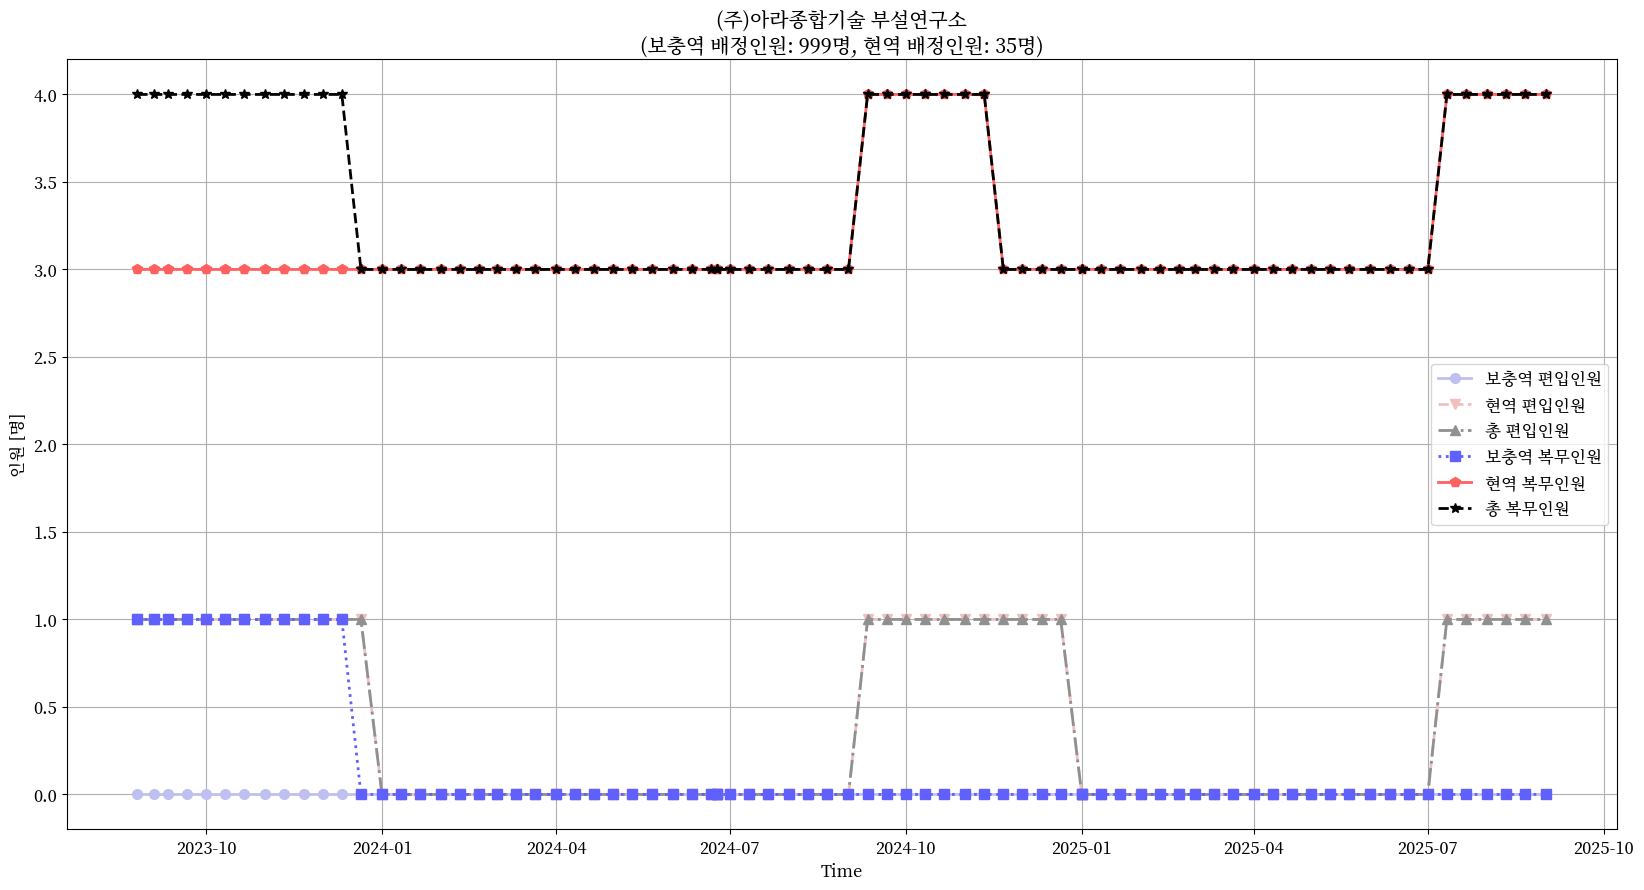 (주)아라종합기술 부설연구소
(보충역 배정인원: 999명, 현역 배정인원: 35명)
4.0
3.5
3.0
2.5
2.0
1.5
1.0
0.5
0.0
인원 [명]
보충역 편입인원
현역 편입인원
총 편입인원
보충역 복무인원
현역 복무인원
총 복무인원
2023-10
2024-01
2024-04
2024-07
2024-10
2025-01
2025-04
2025-07
2025-10
Time